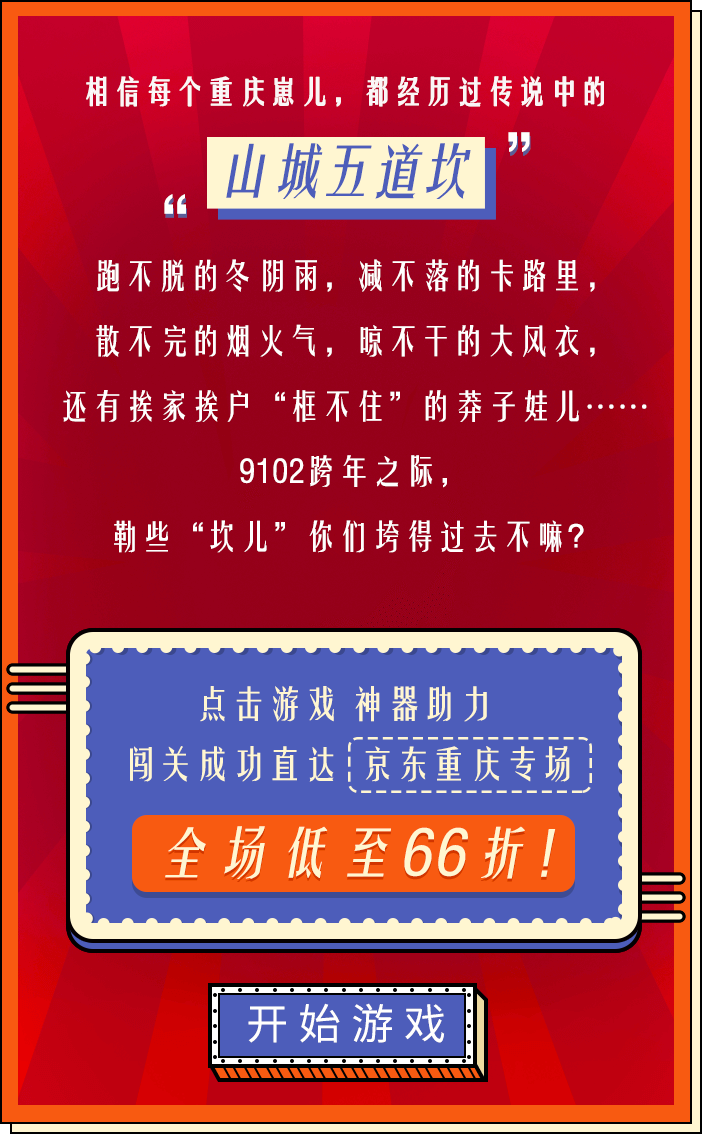 相信每个重庆崽儿，都经历过传说中的
“山城五道坎”
跑不脱的冬阴雨，减不落的卡路里，
散不完的烟火气，晾不干的大风衣，
还有挨家挨户“框不住”的莽子娃儿……
9102跨年之际，
勒些“坎儿”你们垮得过去不嘛？
点击游戏 神器助力
闯关成功直达 京东重庆专场
全场低至66折！
开始游戏